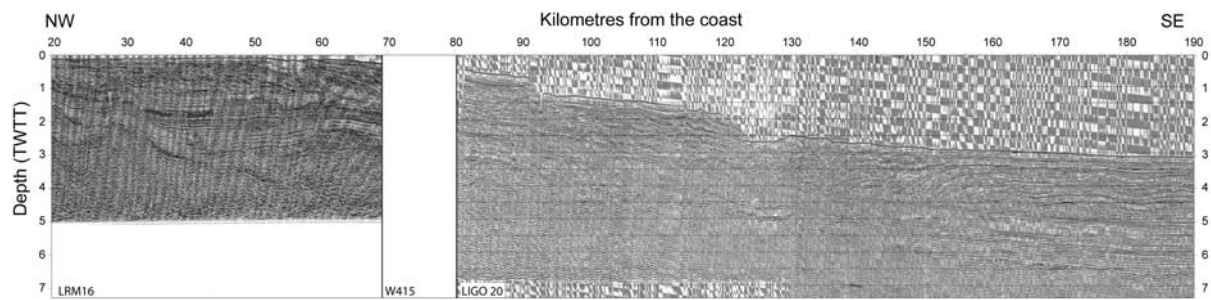 NW Kilometres from the coast SE
20 30 40 50 60 70 80 90 100 110 120 130 140 150 160 170 180 190
Depth (TWTT)
0 0
1 1
2 2
3 3
4 4
5 5
6 6
7 7
LRM16 W415 LIGO 20